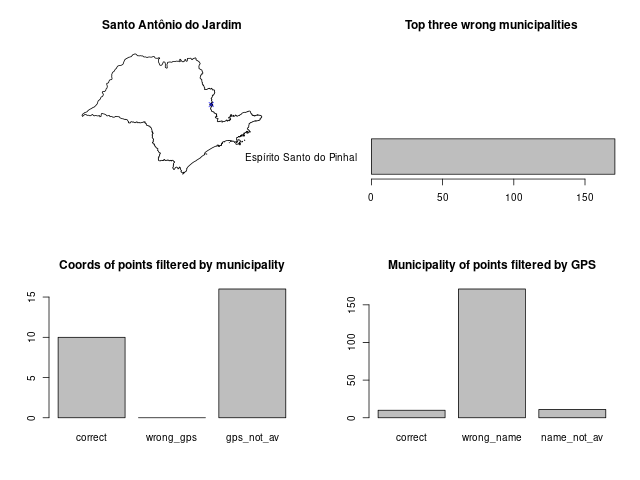 Santo Antônio do Jardim
Top three wrong municipalities
Espírito Santo do Pinhal
0 50 100 150
Coords of points filtered by municipality
15
10
5
0
correct wrong_gps gps_not_av
Municipality of points filtered by GPS
150
100
50
0
correct wrong_name name_not_av